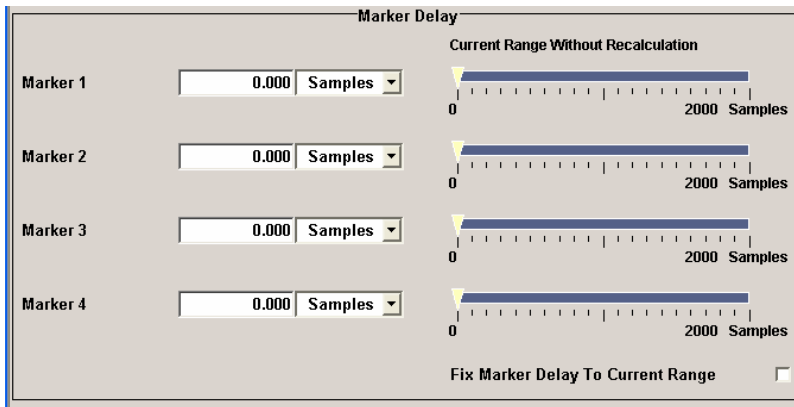 Marker Delay
Current Range Without Recalculation
Marker 1 0.000 Samples
0 2000 Samples
Marker 2 0.000 Samples
0 2000 Samples
Marker 3 0.000 Samples
0 2000 Samples
Marker 4 0.000 Samples
0 2000 Samples
Fix Marker Delay To Current Range